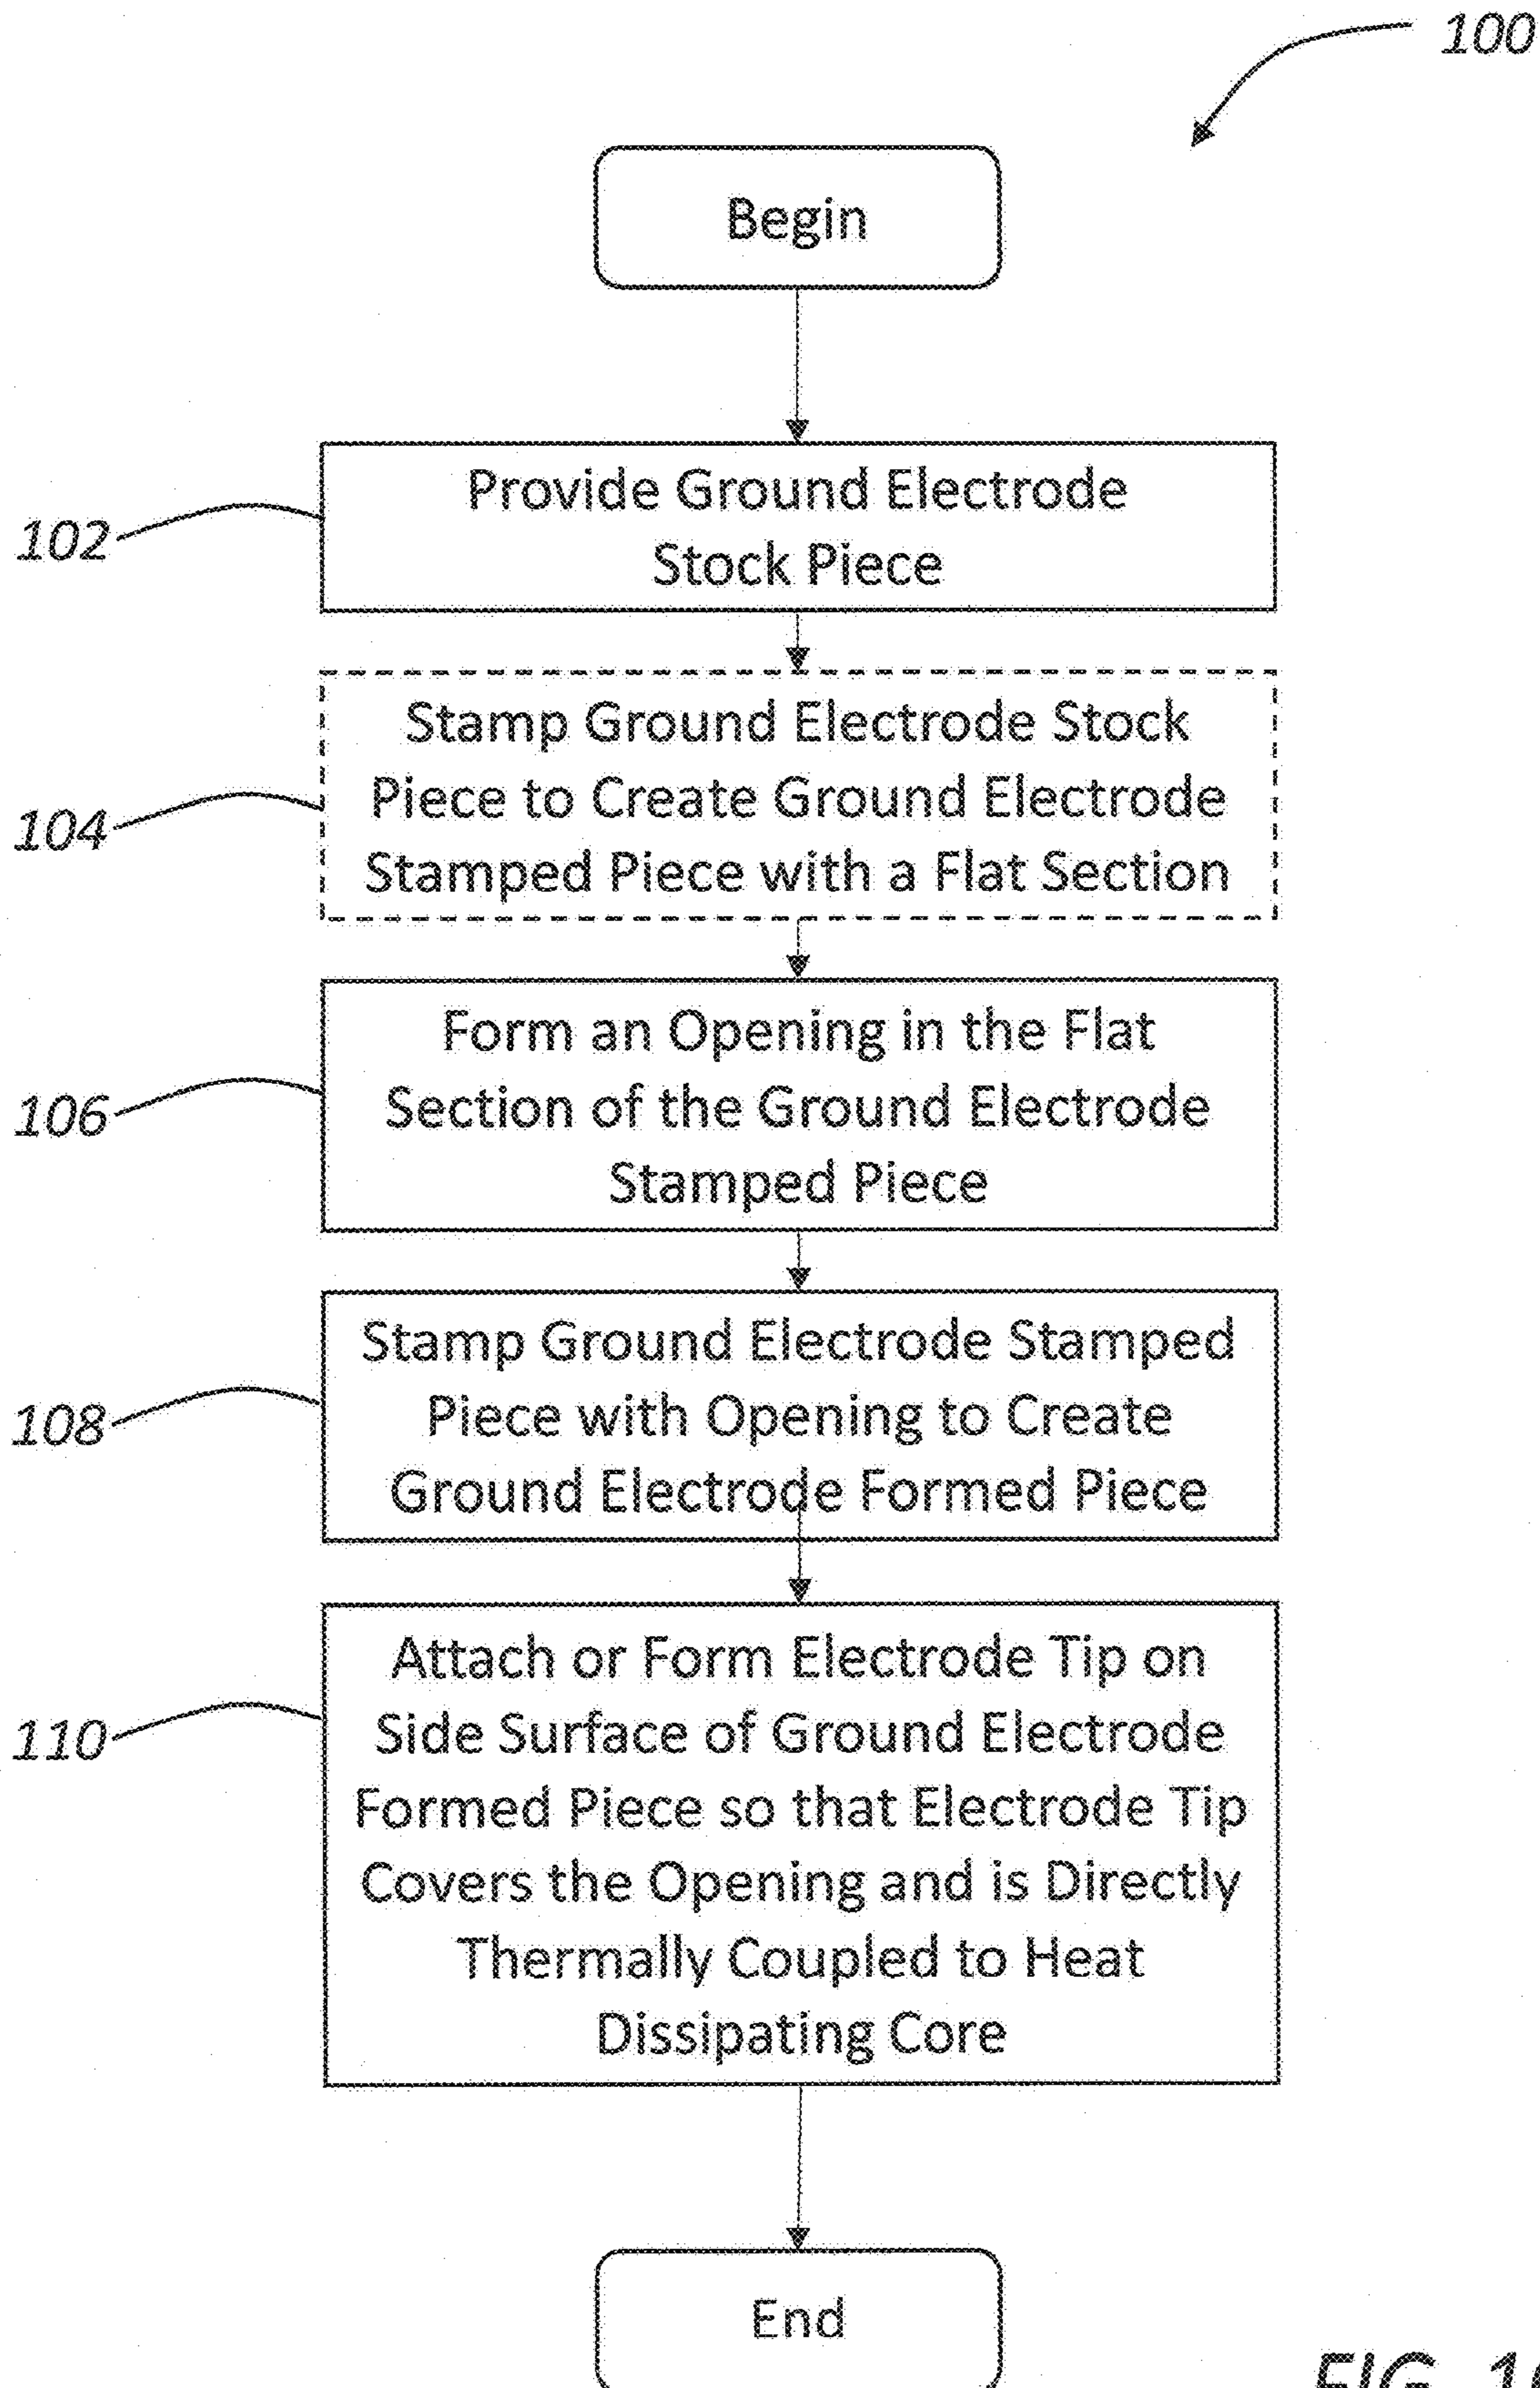 100
Begin
102
Provide Ground Electrode
Stock Piece
104
Stamp Ground Electrode Stock
Piece to Create Ground Electrode
Stamped Piece with a Flat Section
106
Form an Opening in the Flat
Section of the Ground Electrode
Stamped Piece
108
Stamp Ground Electrode Stamped
Piece with Opening to Create
Ground Electrode Formed Piece
110
Attach or Form Electrode Tip on
Side Surface of Ground Electrode
Formed Piece so that Electrode Tip
Covers the Opening and is Directly
Thermally Coupled to Heat
Dissipating Core
End
FIG.